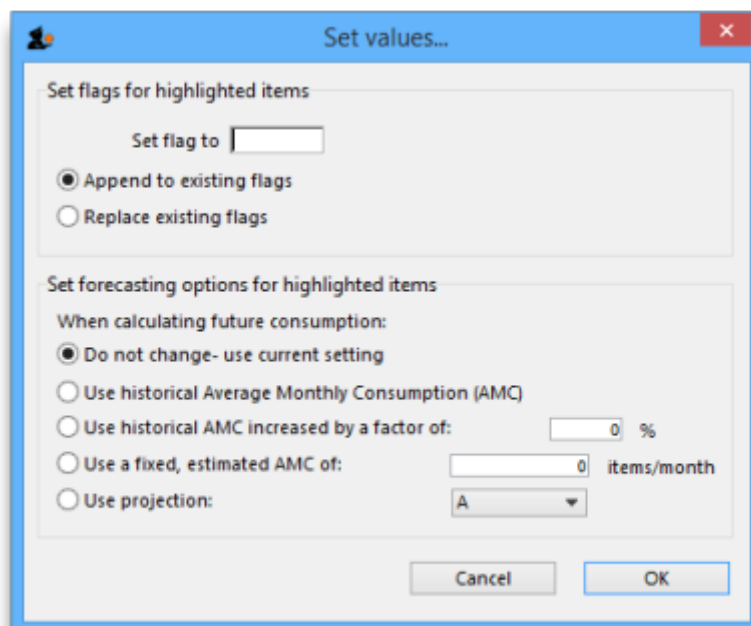 Set values...
Set flags for highlighted items
Set flag to
Append to existing flags
Replace existing flags
Set forecasting options for highlighted items
When calculating future consumption:
Do not change- use current setting
Use historical Average Monthly Consumption (AMC)
Use historical AMC increased by a factor of: 0 %
Use a fixed, estimated AMC of: 0 items/month
Use projection: A
Cancel OK